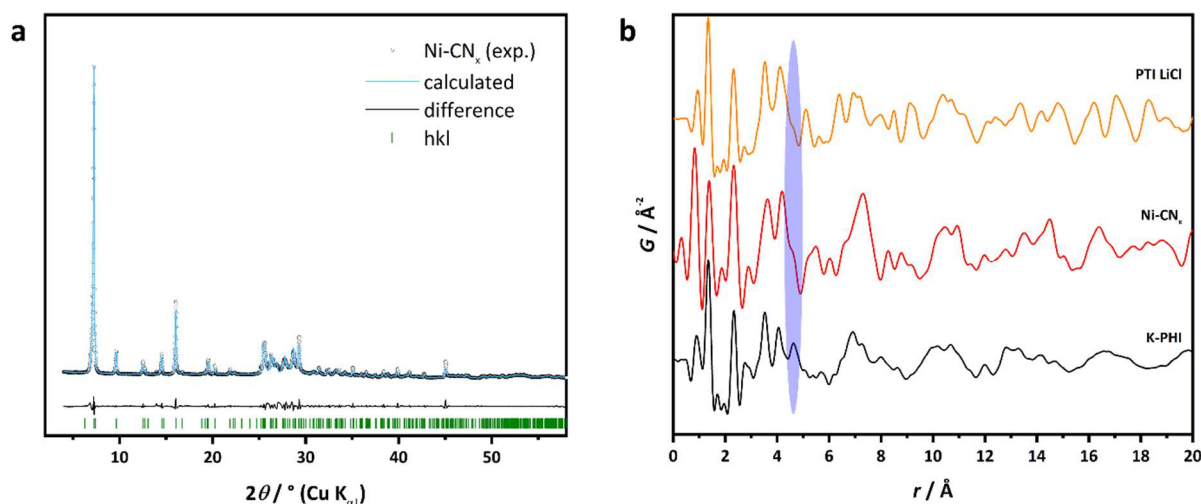 a
Ni-CNₓ (exp.)
calculated
difference
hkl
10 20 30 40 50
2θ / ° (Cu Kα1)
b
PTI LiCl
Ni-CNₓ
K-PHI
G / Å⁻²
0 2 4 6 8 10 12 14 16 18 20
r / Å